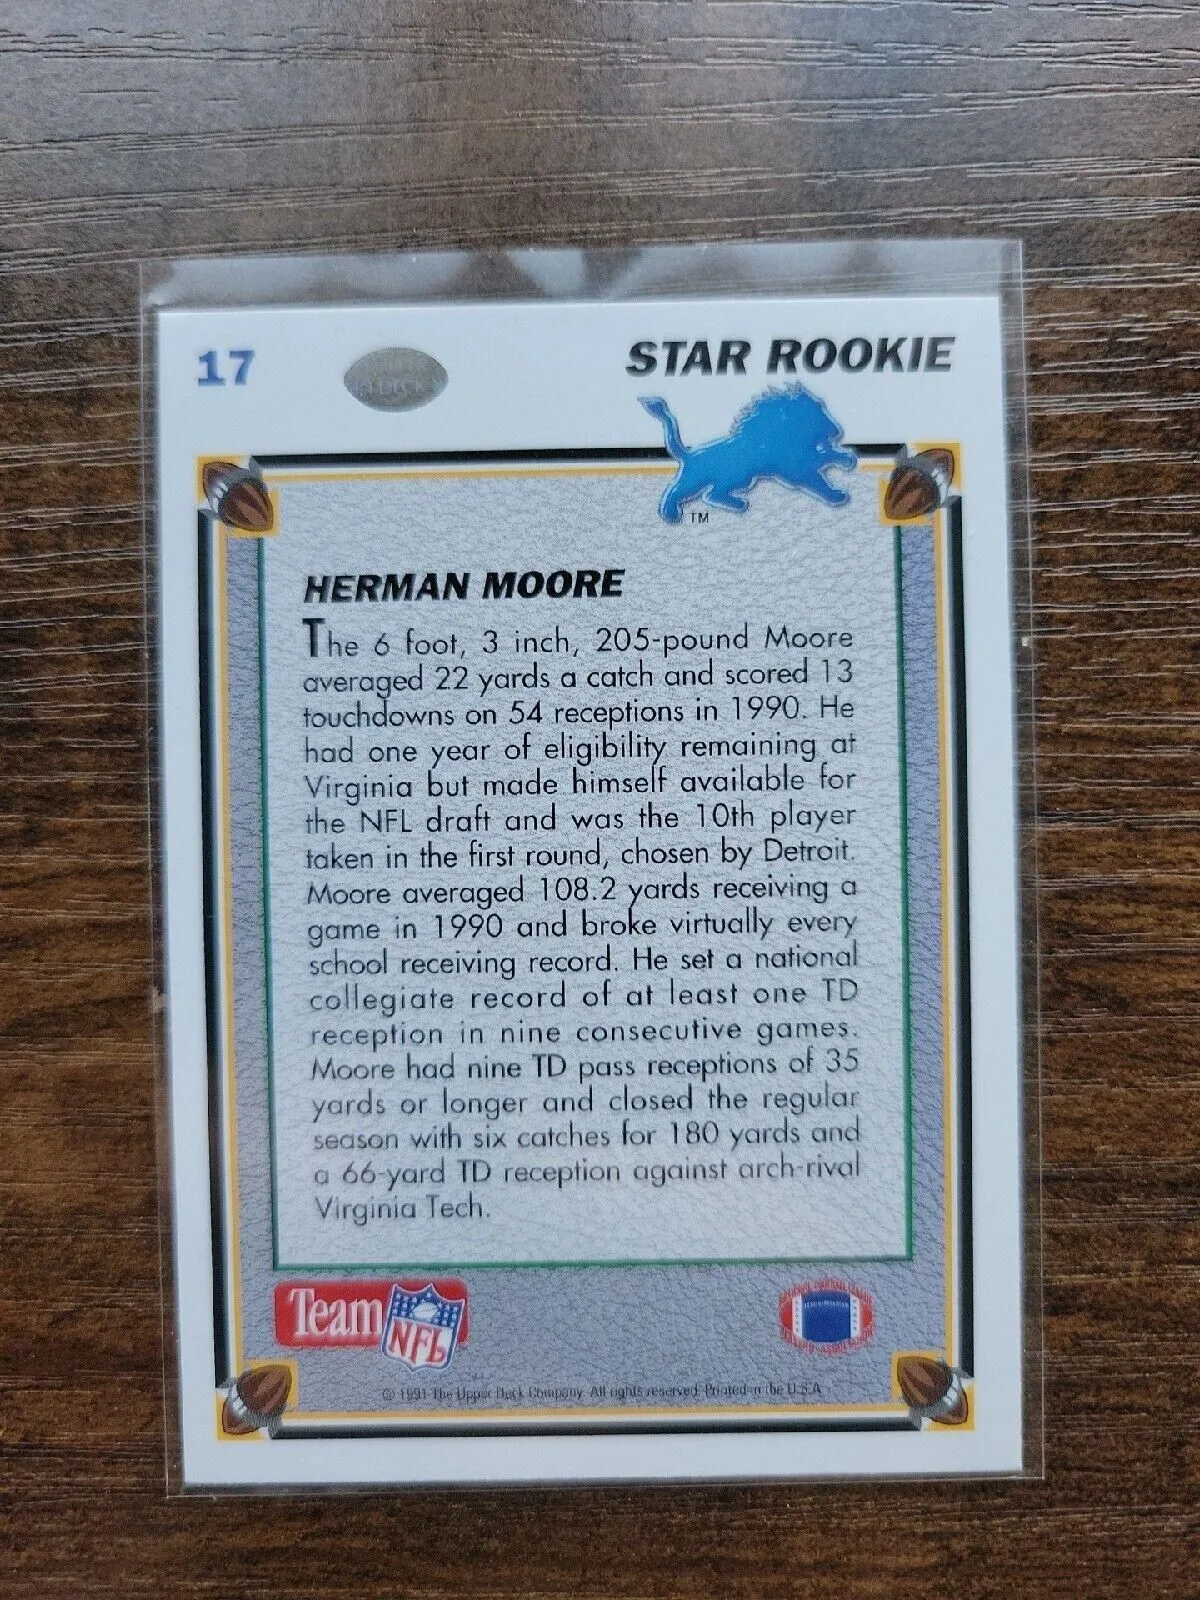 17
STAR ROOKIE
TM
HERMAN MOORE
The 6 foot, 3 inch, 205-pound Moore
averaged 22 yards a catch and scored 13
touchdowns on 54 receptions in 1990. He
had one year of eligibility remaining at
Virginia but made himself available for
the NFL draft and was the 10th player
taken in the first round, chosen by Detroit.
Moore averaged 108.2 yards receiving a
game in 1990 and broke virtually every
school receiving record. He set a national
collegiate record of at least one TD
reception in nine consecutive games.
Moore had nine TD pass receptions of 35
yards or longer and closed the regular
season with six catches for 180 yards and
a 66-yard TD reception against arch-rival
Virginia Tech.
Team NFL
© 1991 The Upper Deck Company. All rights reserved. Printed in the U.S.A.